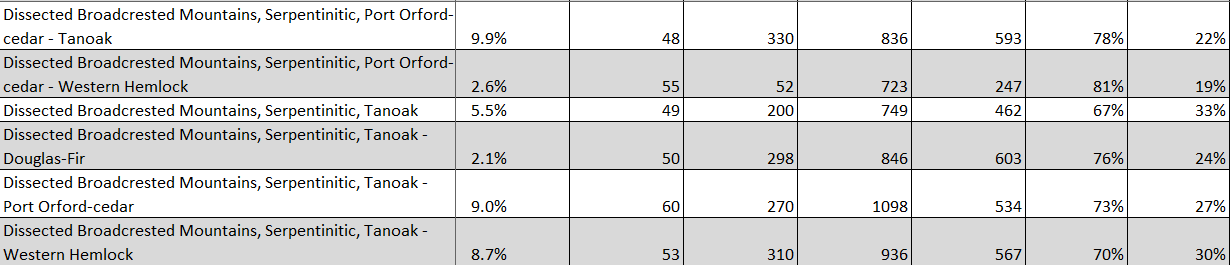 Dissected Broadcrested Mountains, Serpentinitic, Port Orford-
cedar - Tanoak 9.9% 48 330 836 593 78% 22%
Dissected Broadcrested Mountains, Serpentinitic, Port Orford-
cedar - Western Hemlock 2.6% 55 52 723 247 81% 19%
Dissected Broadcrested Mountains, Serpentinitic, Tanoak 5.5% 49 200 749 462 67% 33%
Dissected Broadcrested Mountains, Serpentinitic, Tanoak -
Douglas-Fir 2.1% 50 298 846 603 76% 24%
Dissected Broadcrested Mountains, Serpentinitic, Tanoak -
Port Orford-cedar 9.0% 60 270 1098 534 73% 27%
Dissected Broadcrested Mountains, Serpentinitic, Tanoak -
Western Hemlock 8.7% 53 310 936 567 70% 30%